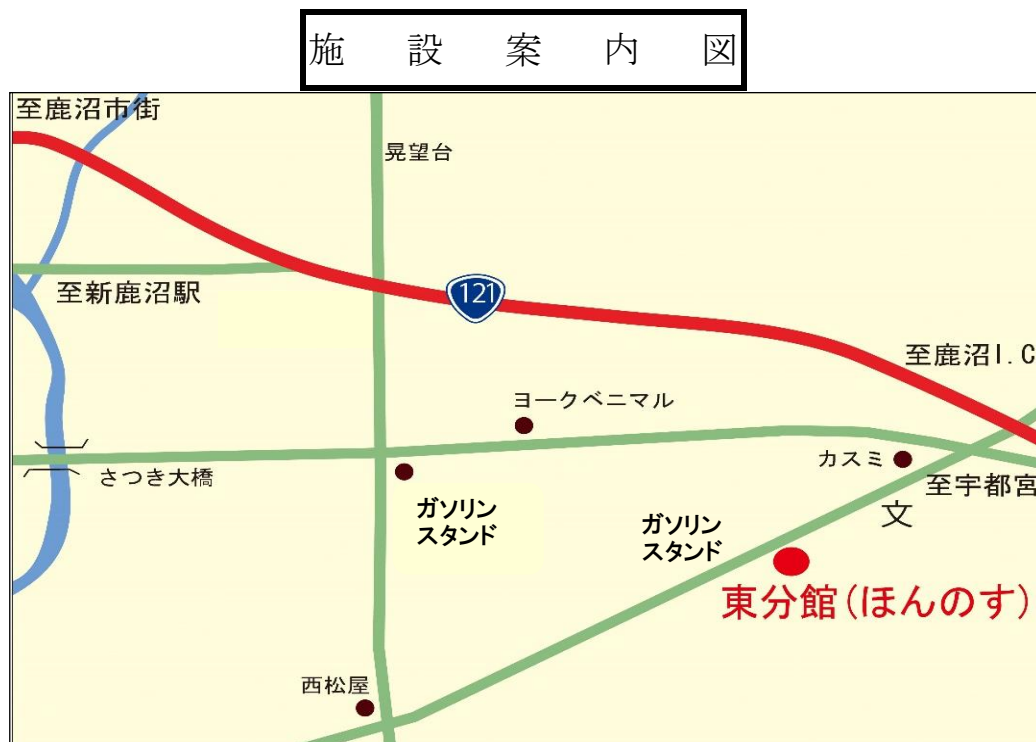 施設案内図
至鹿沼市街
晃望台
121
至新鹿沼駅
至鹿沼I.C
ヨークベニマル
カスミ
さつき大橋
至宇都宮
ガソリン
スタンド
ガソリン
スタンド
文
東分館(ほんのす)
西松屋